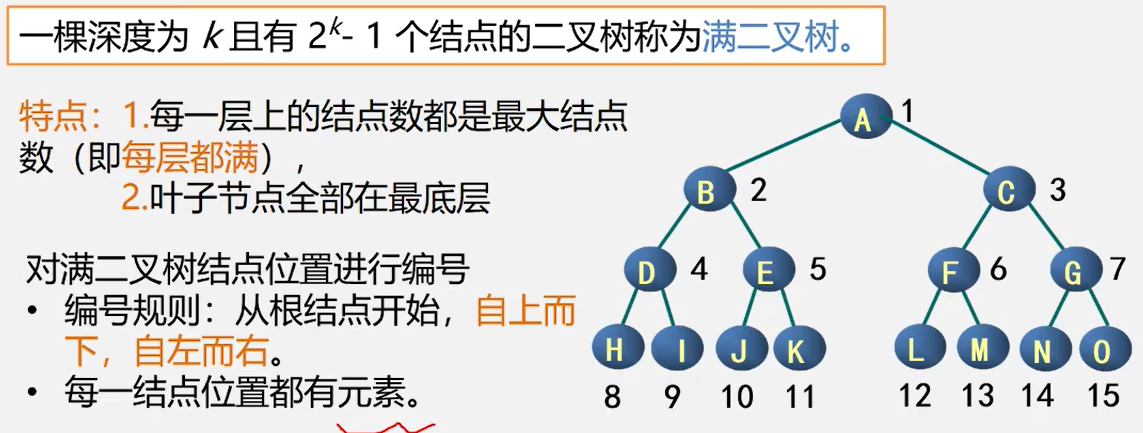 一棵深度为 k 且有 2ᵏ- 1 个结点的二叉树称为满二叉树。
特点：1.每一层上的结点数都是最大结点
数（即每层都满），
2.叶子节点全部在最底层
对满二叉树结点位置进行编号
• 编号规则：从根结点开始，自上而
下，自左而右。
• 每一结点位置都有元素。
A 1
B 2 C 3
D 4 E 5 F 6 G 7
H I J K L M N O
8 9 10 11 12 13 14 15